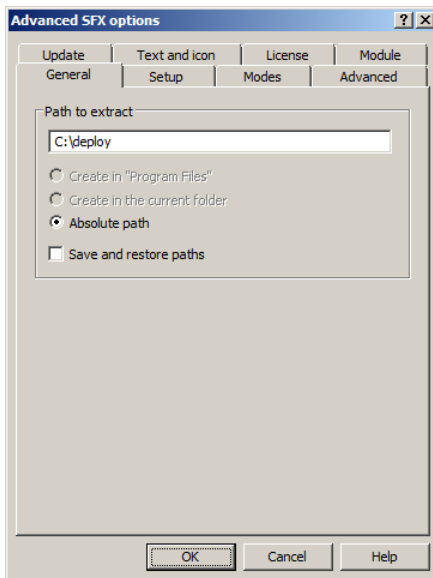 Advanced SFX options
Update Text and icon License Module
General Setup Modes Advanced
Path to extract
C:\deploy
Create in "Program Files"
Create in the current folder
Absolute path
Save and restore paths
OK Cancel Help